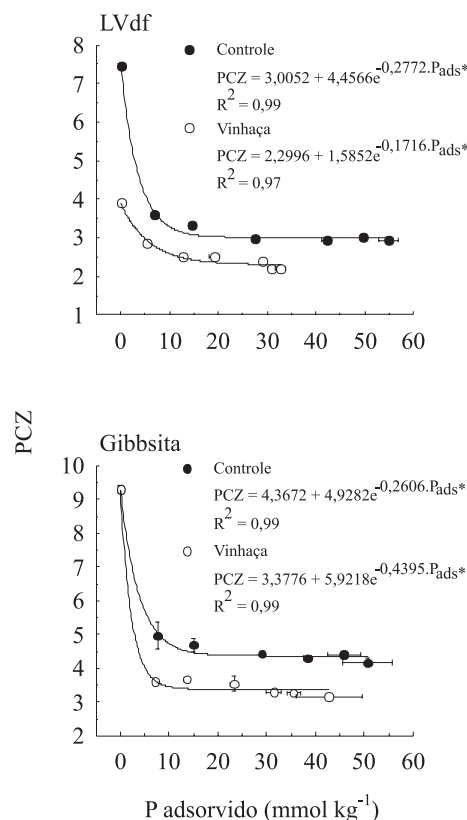 LVdf
8
7
6
5
4
3
2
1
Controle
PCZ = 3,0052 + 4,4566e^-0,2772.Pads*
R² = 0,99
Vinhaça
PCZ = 2,2996 + 1,5852e^-0,1716.Pads*
R² = 0,97
0 10 20 30 40 50 60
PCZ
Gibbsita
10
9
8
7
6
5
4
3
2
Controle
PCZ = 4,3672 + 4,9282e^-0,2606.Pads*
R² = 0,99
Vinhaça
PCZ = 3,3776 + 5,9218e^-0,4395.Pads*
R² = 0,99
0 10 20 30 40 50 60
P adsorvido (mmol kg⁻¹)